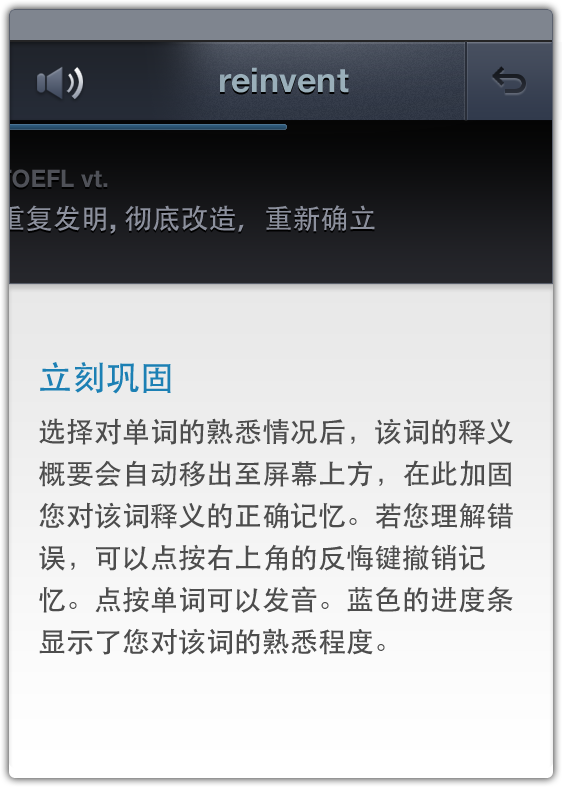 reinvent
TOEFL vt.
重复发明, 彻底改造, 重新确立
立刻巩固
选择对单词的熟悉情况后，该词的释义
概要会自动移出至屏幕上方，在此加固
您对该词释义的正确记忆。若您理解错
误，可以点按右上角的反悔键撤销记
忆。点按单词可以发音。蓝色的进度条
显示了您对该词的熟悉程度。